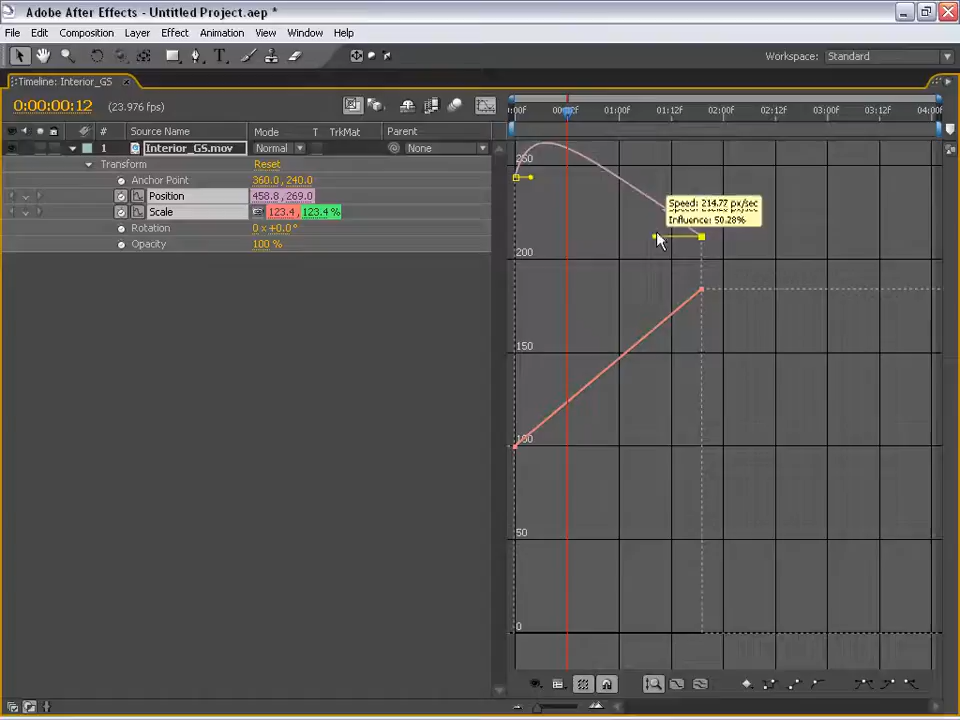 Adobe After Effects - Untitled Project.aep *
File Edit Composition Layer Effect Animation View Window Help
Workspace: Standard
Timeline: Interior_GS
0:00:00:12 (23.976 fps)
:00F 01:00F 01:12F 02:00F 02:12F 03:00F 03:12F 04:00F
# Source Name Mode T TrkMat Parent
1 Interior_GS.mov Normal None
Transform Reset
Anchor Point 360.0, 240.0
Position 458.8, 269.0
Scale 123.4, 123.4 %
Rotation 0 x +0.0°
Opacity 100 %
250
Speed: 214.77 px/sec
Influence: 50.28%
200
150
100
50
0